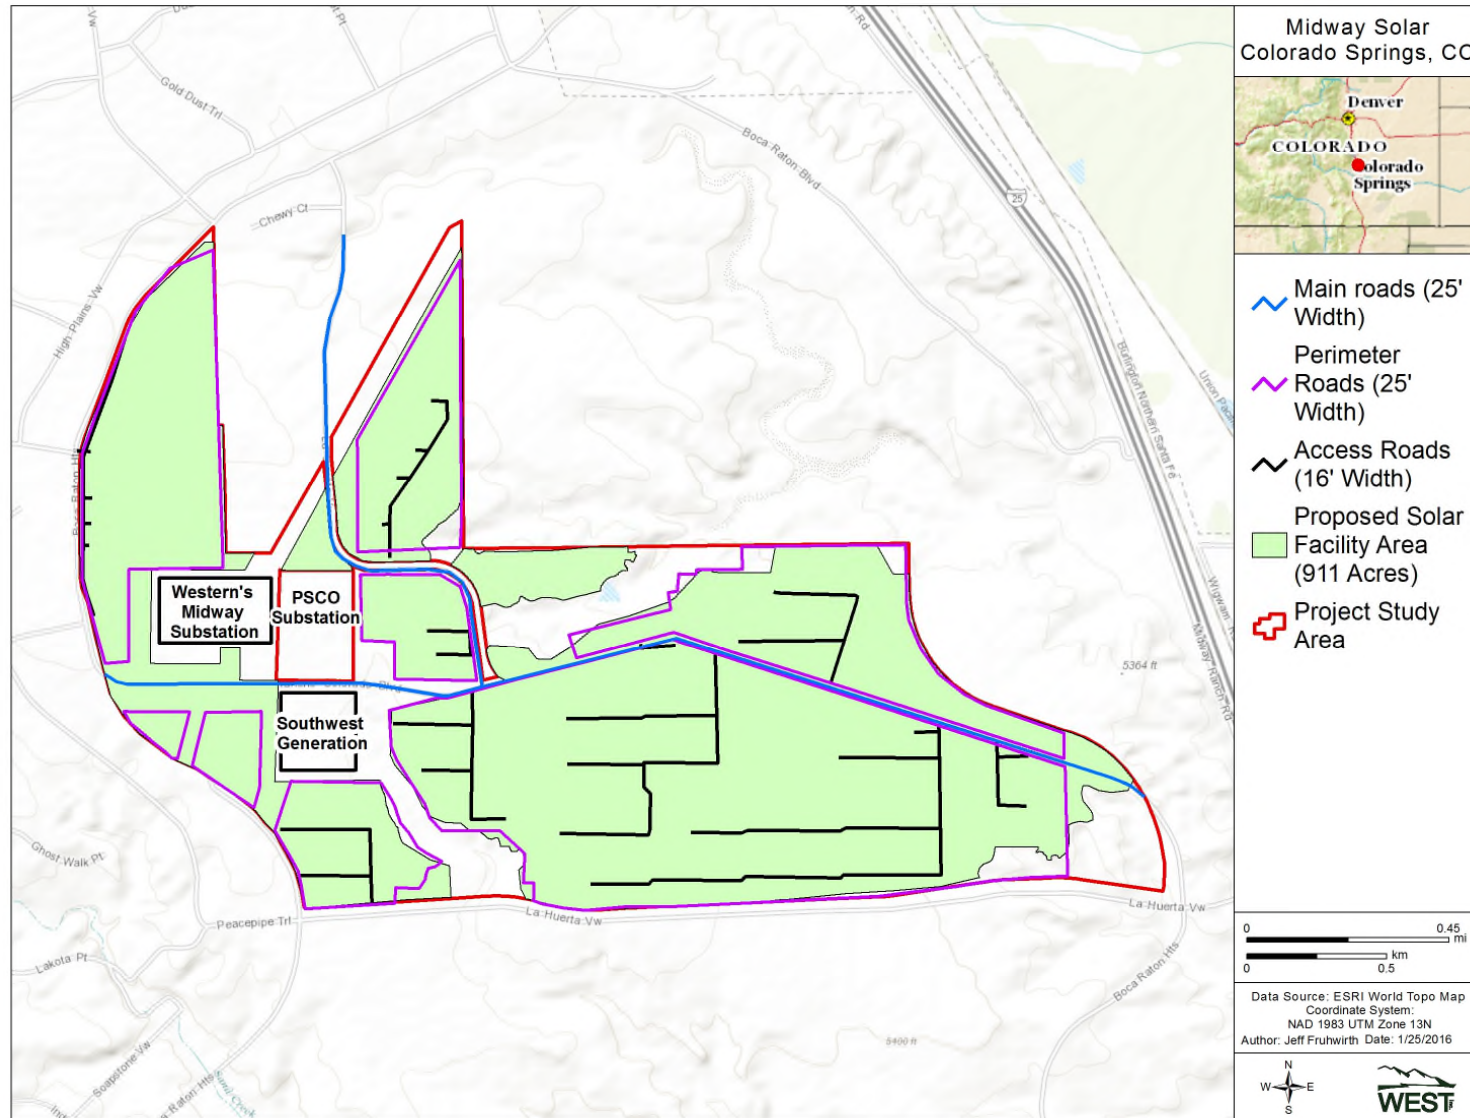 Midway Solar
Colorado Springs, CO
Denver
COLORADO
Colorado
Springs
Main roads (25'
Width)
Perimeter
Roads (25'
Width)
Access Roads
(16' Width)
Proposed Solar
Facility Area
(911 Acres)
Project Study
Area
0 0.45
mi
km
0 0.5
Data Source: ESRI World Topo Map
Coordinate System:
NAD 1983 UTM Zone 13N
Author: Jeff Fruhwirth Date: 1/25/2016
N
W E
S
WEST
Gold Dust Trl
Chewy Ct
High Plains Vw
Boca Raton Blvd
25
Burlington Northern Santa Fe
Union Pacific
Boca Raton Hts
Western's
Midway
Substation
PSCO
Substation
Southwest
Generation
Midway Ranch Rd
5364 ft
Ghost Walk Pt
Peacepipe Trl
La Huerta Vw
La Huerta Vw
Lakota Pt
Soapstone Vw
Sand Creek
Boca Raton Hts
5400 ft